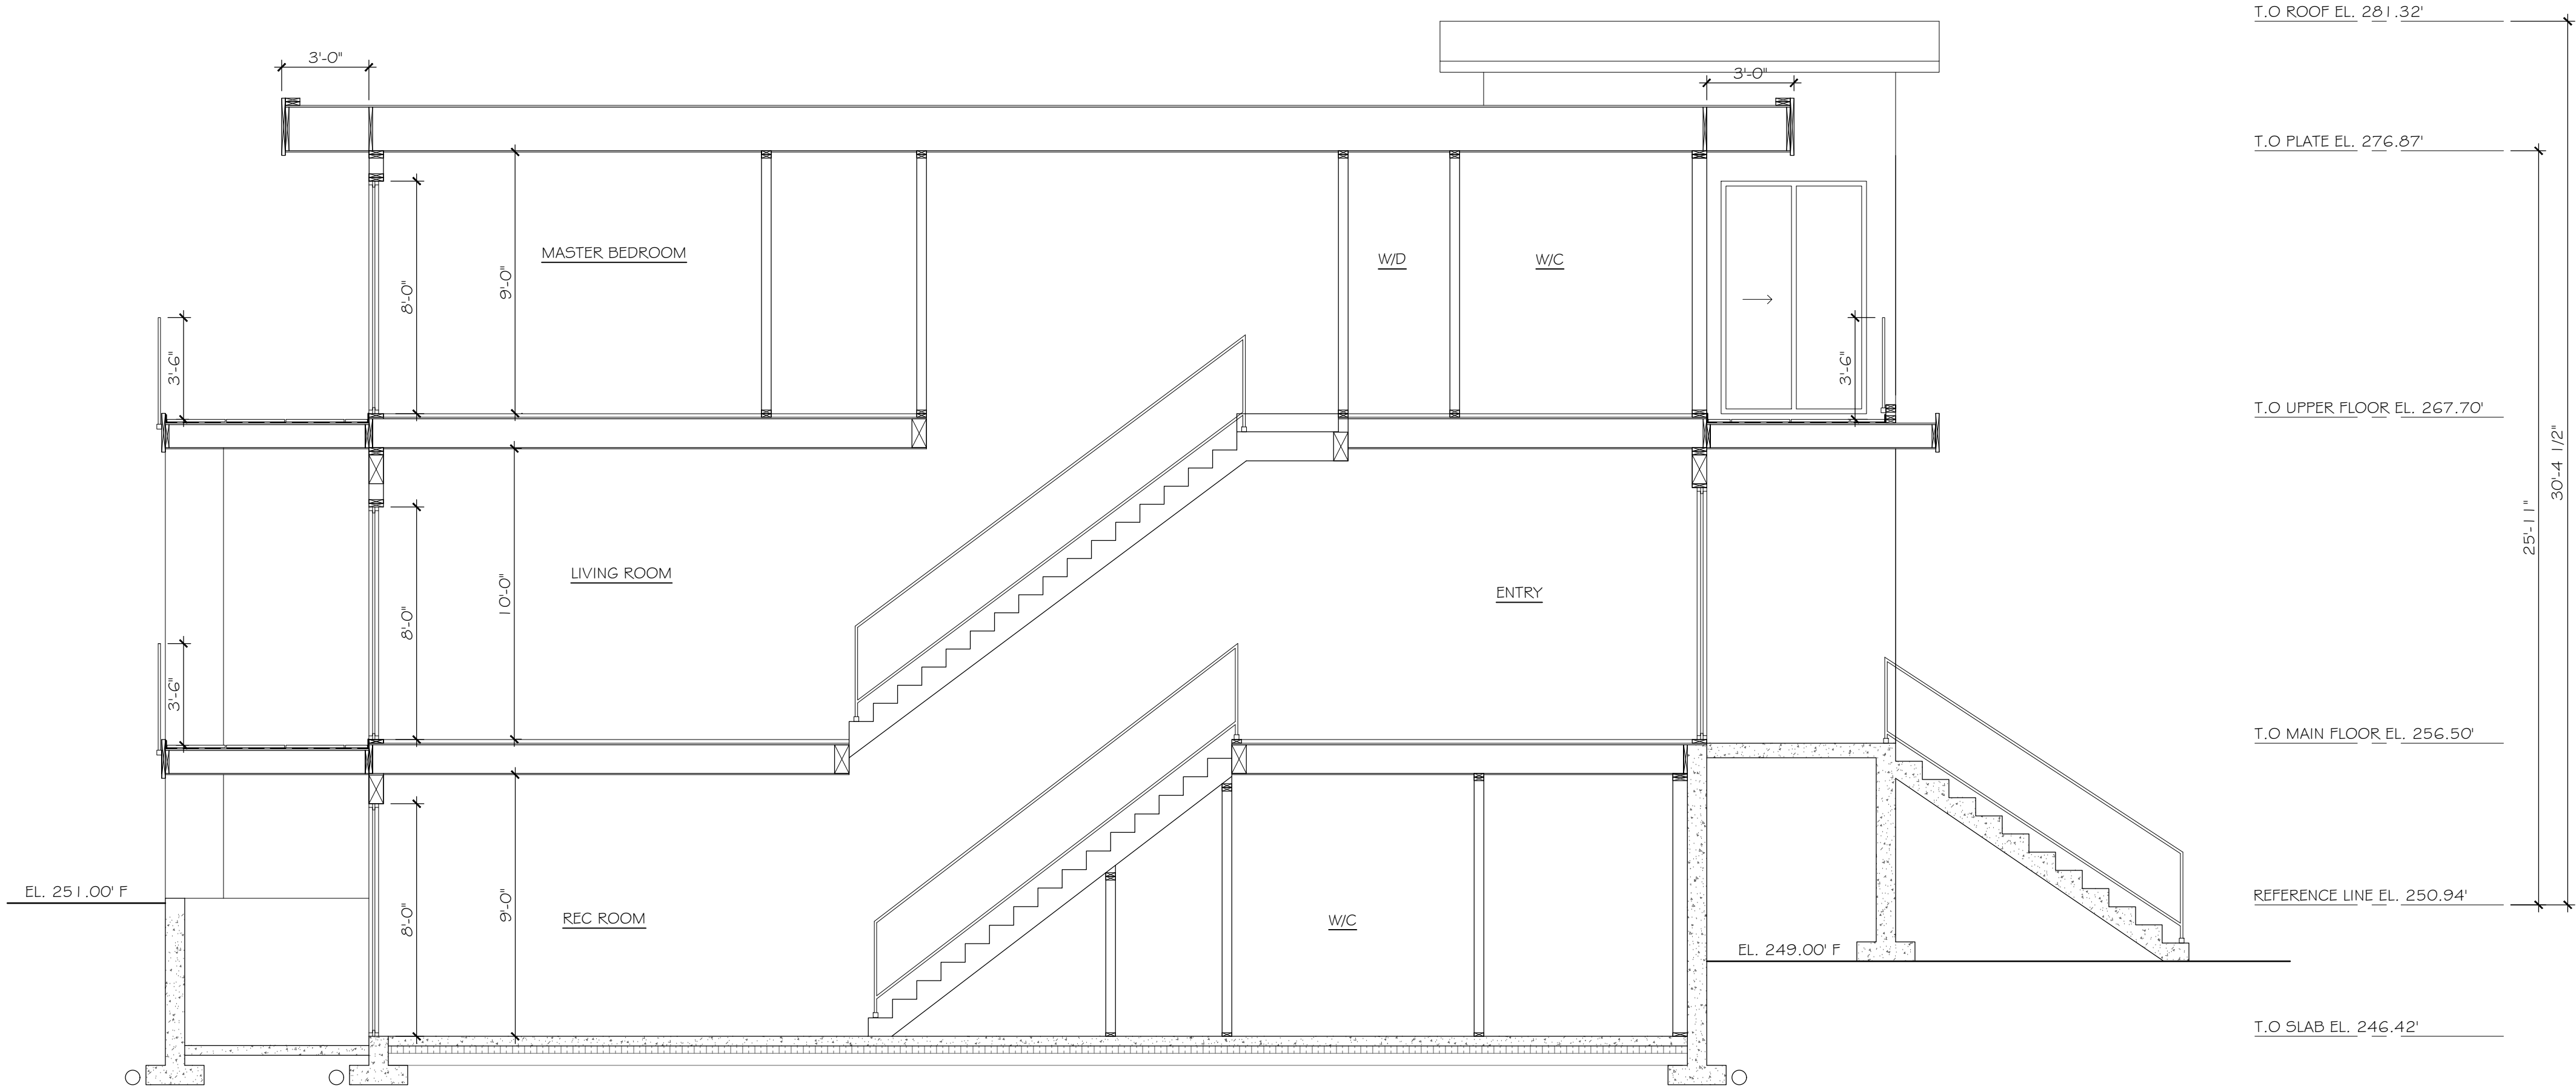 T.O ROOF EL. 281.32'
3'-0"
3'-0"
T.O PLATE EL. 276.87'
MASTER BEDROOM
W/D
W/C
8'-0"
9'-0"
3'-6"
3'-6"
T.O UPPER FLOOR EL. 267.70'
30'-4 1/2"
25'-11"
LIVING ROOM
ENTRY
8'-0"
10'-0"
3'-6"
T.O MAIN FLOOR EL. 256.50'
EL. 251.00' F
REFERENCE LINE EL. 250.94'
8'-0"
9'-0"
REC ROOM
W/C
EL. 249.00' F
T.O SLAB EL. 246.42'